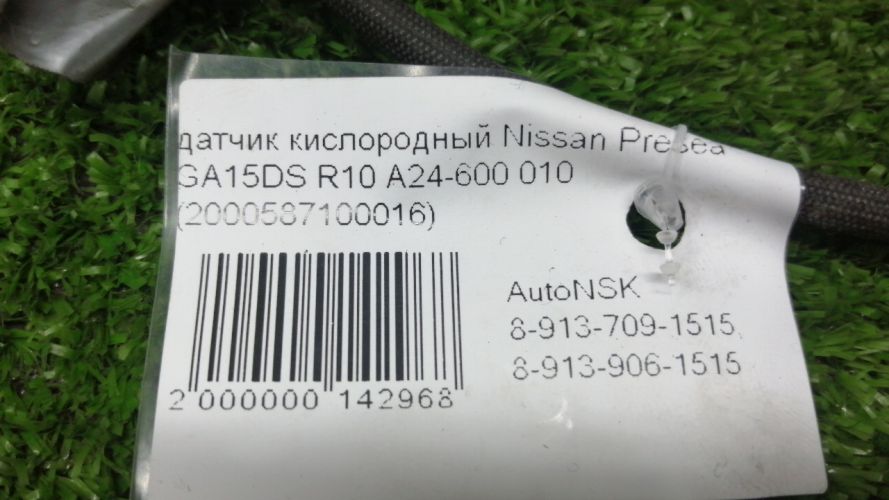 датчик кислородный Nissan Presea
GA15DS R10 A24-600 010
(2000587100016)
2 000000 142968
AutoNSK
8-913-709-1515,
8-913-906-1515